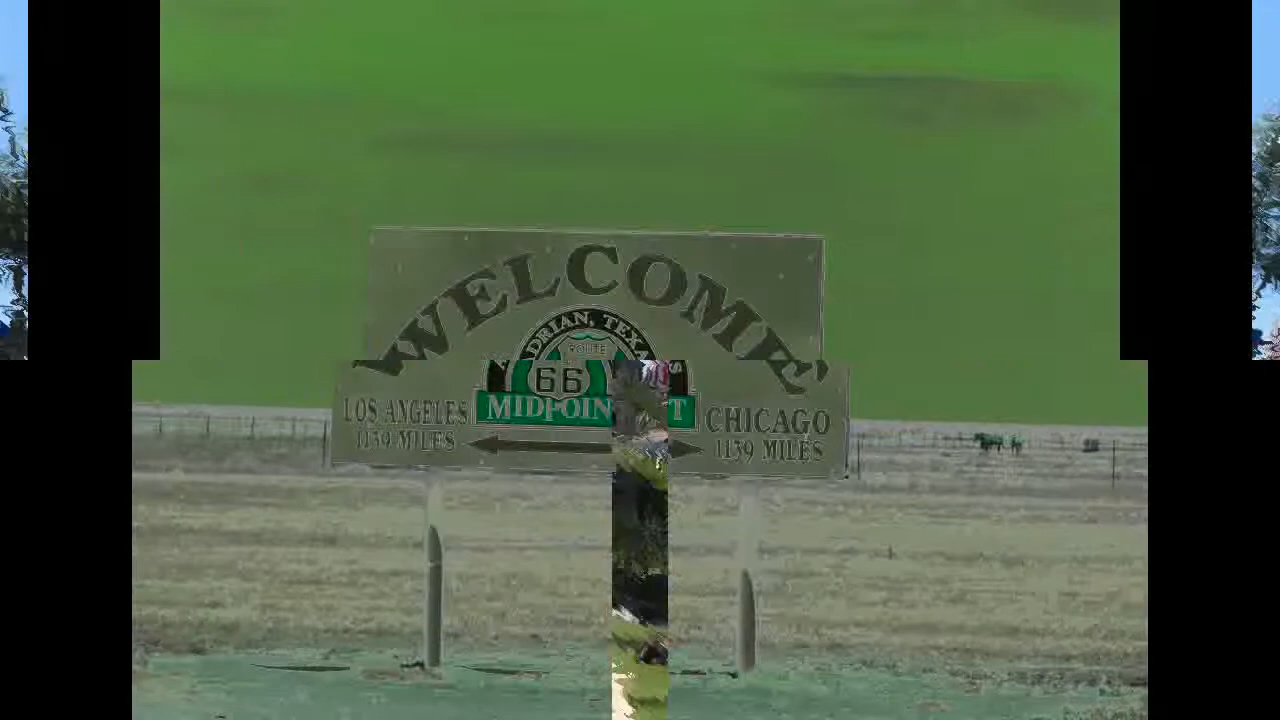 WELCOME
ADRIAN, TEXAS
ROUTE
66
LOS ANGELES
1139 MILES
CHICAGO
1139 MILES